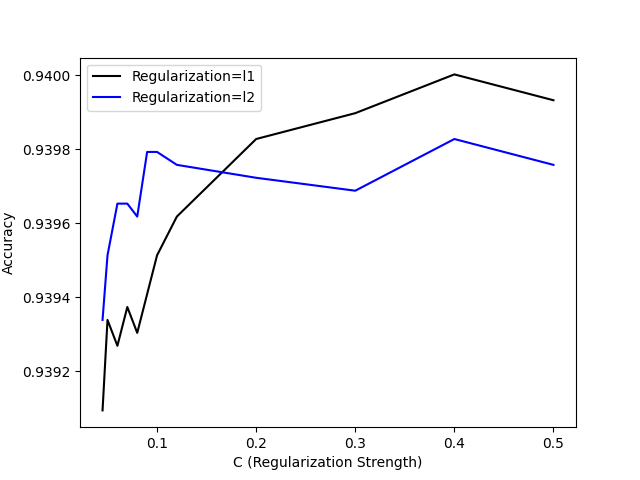 Regularization=l1
Regularization=l2
0.9400
0.9398
0.9396
0.9394
0.9392
Accuracy
0.1 0.2 0.3 0.4 0.5
C (Regularization Strength)